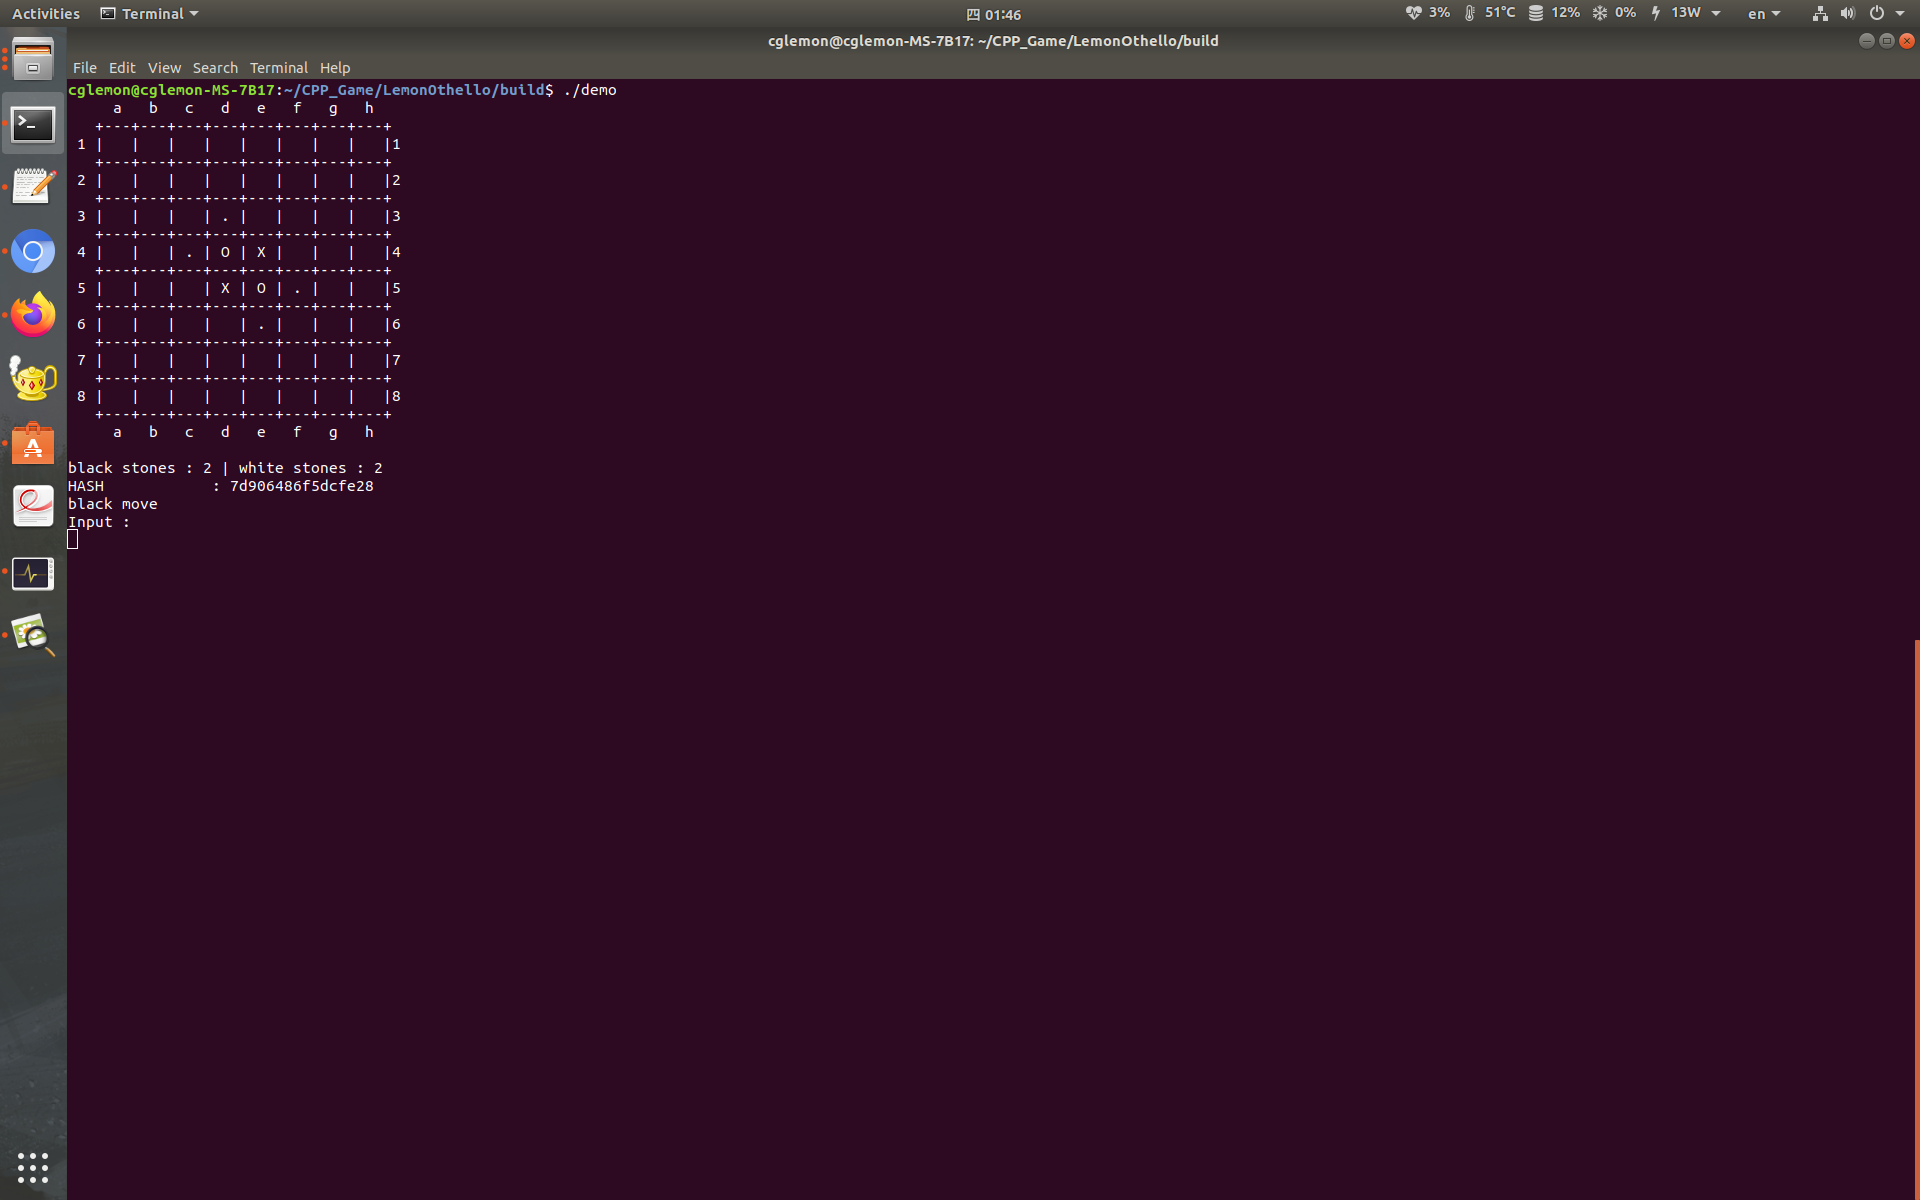 Activities Terminal 四 01:46 3% 51°C 12% 0% 13W en
cglemon@cglemon-MS-7B17: ~/CPP_Game/LemonOthello/build
File Edit View Search Terminal Help
cglemon@cglemon-MS-7B17:~/CPP_Game/LemonOthello/build$ ./demo
     a   b   c   d   e   f   g   h
   +---+---+---+---+---+---+---+---+
 1 |   |   |   |   |   |   |   |   |1
   +---+---+---+---+---+---+---+---+
 2 |   |   |   |   |   |   |   |   |2
   +---+---+---+---+---+---+---+---+
 3 |   |   |   | . |   |   |   |   |3
   +---+---+---+---+---+---+---+---+
 4 |   |   | . | O | X |   |   |   |4
   +---+---+---+---+---+---+---+---+
 5 |   |   |   | X | O | . |   |   |5
   +---+---+---+---+---+---+---+---+
 6 |   |   |   |   | . |   |   |   |6
   +---+---+---+---+---+---+---+---+
 7 |   |   |   |   |   |   |   |   |7
   +---+---+---+---+---+---+---+---+
 8 |   |   |   |   |   |   |   |   |8
   +---+---+---+---+---+---+---+---+
     a   b   c   d   e   f   g   h
black stones : 2 | white stones : 2
HASH            : 7d906486f5dcfe28
black move
Input :